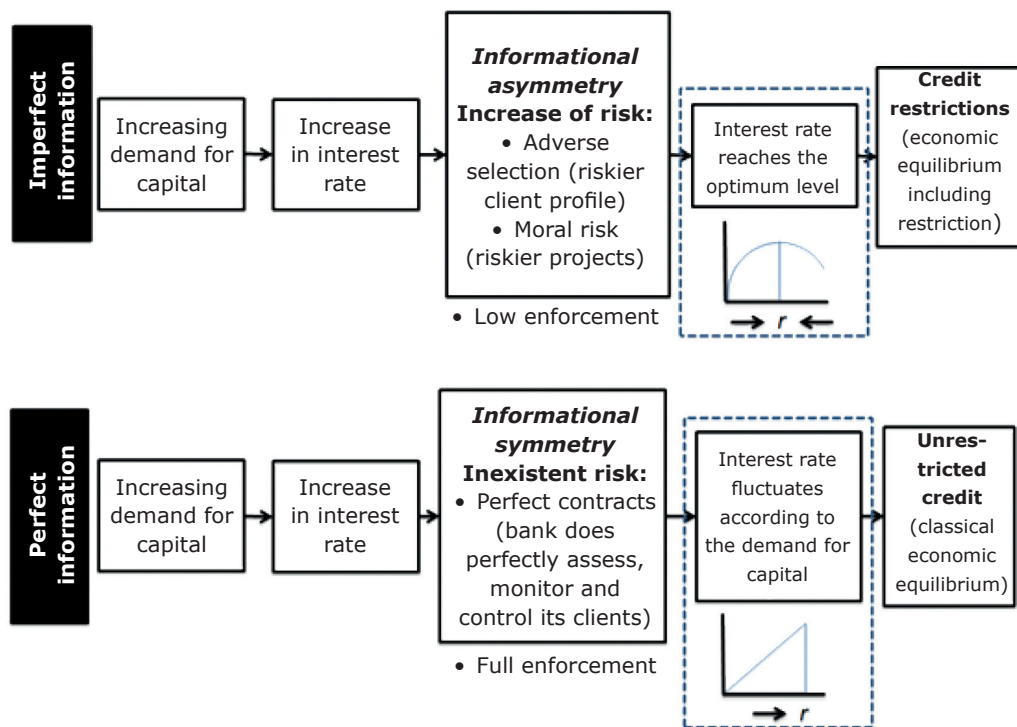 Imperfect
information
Increasing
demand for
capital
Increase
in interest
rate
Informational
asymmetry
Increase of risk:
• Adverse
selection (riskier
client profile)
• Moral risk
(riskier projects)
• Low enforcement
Interest rate
reaches the
optimum level
r
Credit
restrictions
(economic
equilibrium
including
restriction)
Perfect
information
Increasing
demand for
capital
Increase
in interest
rate
Informational
symmetry
Inexistent risk:
• Perfect contracts
(bank does
perfectly assess,
monitor and
control its clients)
• Full enforcement
Interest rate
fluctuates
according to
the demand for
capital
r
Unres-
tricted
credit
(classical
economic
equilibrium)